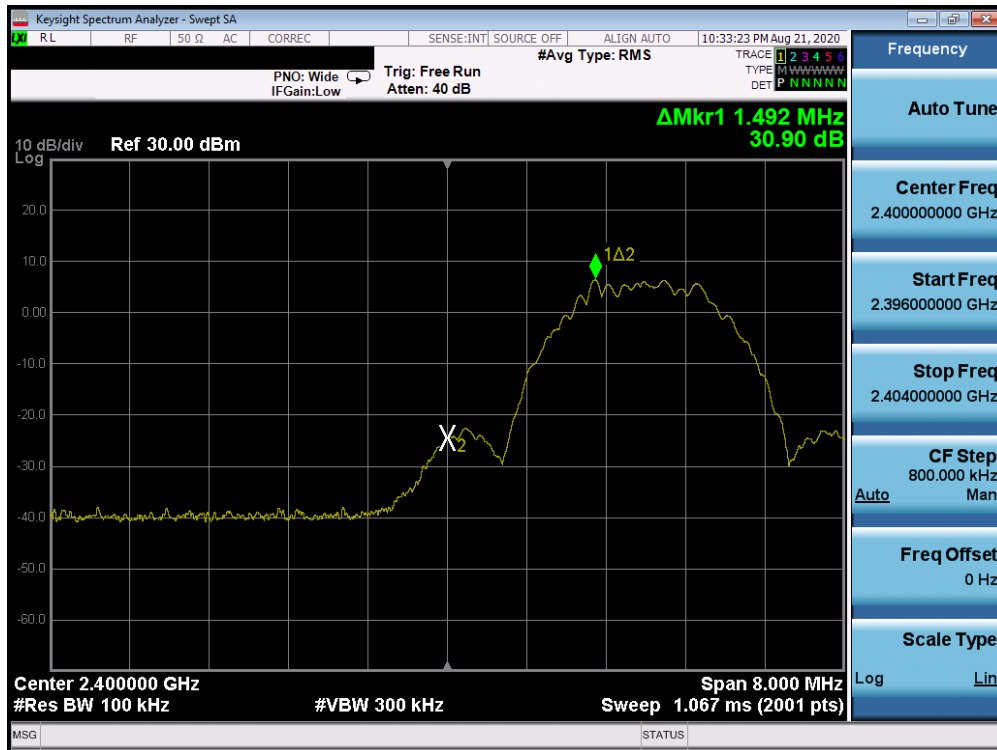 Keysight Spectrum Analyzer - Swept SA
LXI RL RF 50 Ω AC CORREC SENSE:INT SOURCE OFF ALIGN AUTO 10:33:23 PM Aug 21, 2020
#Avg Type: RMS
TRACE 1 2 3 4 5 6
PNO: Wide Trig: Free Run
TYPE M W W W W W
IFGain:Low Atten: 40 dB
DET P N N N N N
ΔMkr1 1.492 MHz
30.90 dB
10 dB/div Ref 30.00 dBm
Log
20.0
10.0
1Δ2
0.00
-10.0
-20.0
X2
-30.0
-40.0
-50.0
-60.0
Center 2.400000 GHz Span 8.000 MHz
#Res BW 100 kHz #VBW 300 kHz Sweep 1.067 ms (2001 pts)
MSG STATUS
Frequency
Auto Tune
Center Freq
2.400000000 GHz
Start Freq
2.396000000 GHz
Stop Freq
2.404000000 GHz
CF Step
800.000 kHz
Auto Man
Freq Offset
0 Hz
Scale Type
Log Lin